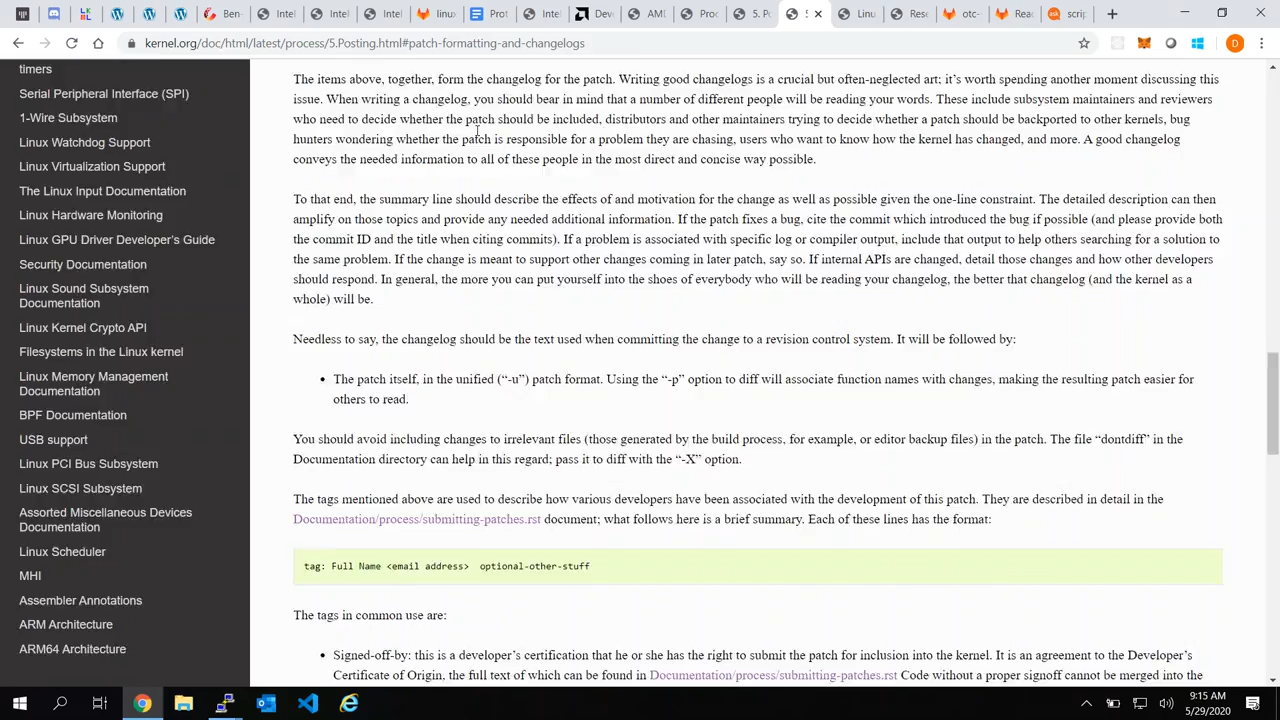 Ben-
Intel
Intel
Intel
linux
Prot
Intel
Dev
AMD
Pro
5. Po
5
Linu
Rese
otc-
Rea
scrip
kernel.org/doc/html/latest/process/5.Posting.html#patch-formatting-and-changelogs
D
timers
Serial Peripheral Interface (SPI)
1-Wire Subsystem
Linux Watchdog Support
Linux Virtualization Support
The Linux Input Documentation
Linux Hardware Monitoring
Linux GPU Driver Developer's Guide
Security Documentation
Linux Sound Subsystem
Documentation
Linux Kernel Crypto API
Filesystems in the Linux kernel
Linux Memory Management
Documentation
BPF Documentation
USB support
Linux PCI Bus Subsystem
Linux SCSI Subsystem
Assorted Miscellaneous Devices
Documentation
Linux Scheduler
MHI
Assembler Annotations
ARM Architecture
ARM64 Architecture
The items above, together, form the changelog for the patch. Writing good changelogs is a crucial but often-neglected art; it's worth spending another moment discussing this
issue. When writing a changelog, you should bear in mind that a number of different people will be reading your words. These include subsystem maintainers and reviewers
who need to decide whether the patch should be included, distributors and other maintainers trying to decide whether a patch should be backported to other kernels, bug
hunters wondering whether the patch is responsible for a problem they are chasing, users who want to know how the kernel has changed, and more. A good changelog
conveys the needed information to all of these people in the most direct and concise way possible.
To that end, the summary line should describe the effects of and motivation for the change as well as possible given the one-line constraint. The detailed description can then
amplify on those topics and provide any needed additional information. If the patch fixes a bug, cite the commit which introduced the bug if possible (and please provide both
the commit ID and the title when citing commits). If a problem is associated with specific log or compiler output, include that output to help others searching for a solution to
the same problem. If the change is meant to support other changes coming in later patch, say so. If internal APIs are changed, detail those changes and how other developers
should respond. In general, the more you can put yourself into the shoes of everybody who will be reading your changelog, the better that changelog (and the kernel as a
whole) will be.
Needless to say, the changelog should be the text used when committing the change to a revision control system. It will be followed by:
• The patch itself, in the unified (“-u”) patch format. Using the “-p” option to diff will associate function names with changes, making the resulting patch easier for
others to read.
You should avoid including changes to irrelevant files (those generated by the build process, for example, or editor backup files) in the patch. The file “dontdiff” in the
Documentation directory can help in this regard; pass it to diff with the “-X” option.
The tags mentioned above are used to describe how various developers have been associated with the development of this patch. They are described in detail in the
Documentation/process/submitting-patches.rst document; what follows here is a brief summary. Each of these lines has the format:
tag: Full Name <email address>  optional-other-stuff
The tags in common use are:
• Signed-off-by: this is a developer's certification that he or she has the right to submit the patch for inclusion into the kernel. It is an agreement to the Developer's
Certificate of Origin, the full text of which can be found in Documentation/process/submitting-patches.rst Code without a proper signoff cannot be merged into the
9:15 AM
5/29/2020